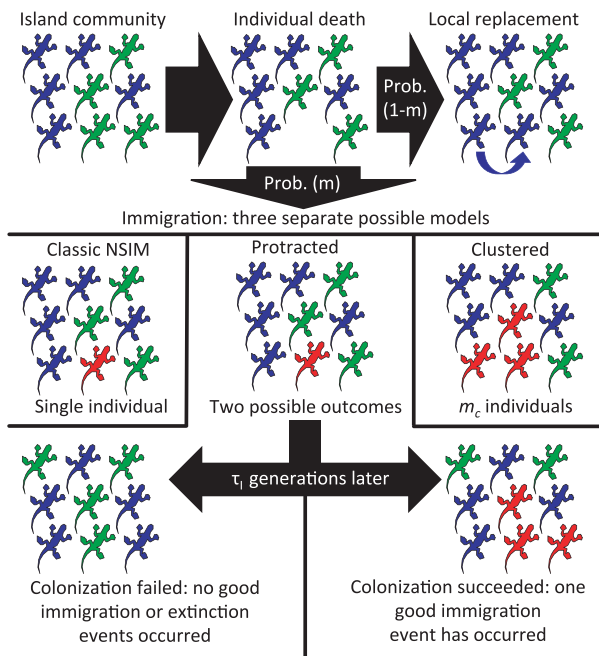 Island community
Individual death
Local replacement
Prob.
(1-m)
Prob. (m)
Immigration: three separate possible models
Classic NSIM
Protracted
Clustered
Single individual
Two possible outcomes
mc individuals
τI generations later
Colonization failed: no good
immigration or extinction
events occurred
Colonization succeeded: one
good immigration
event has occurred